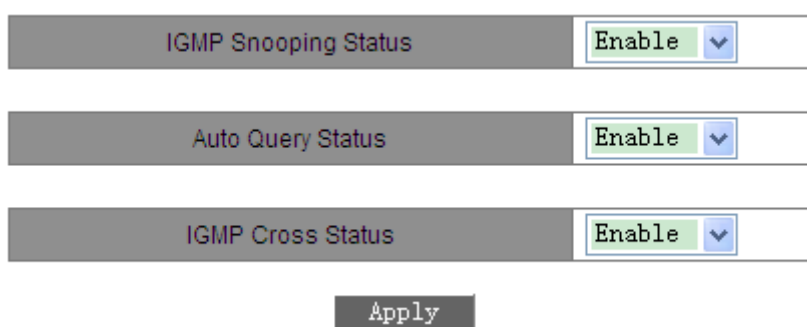 IGMP Snooping Status Enable
Auto Query Status Enable
IGMP Cross Status Enable
Apply